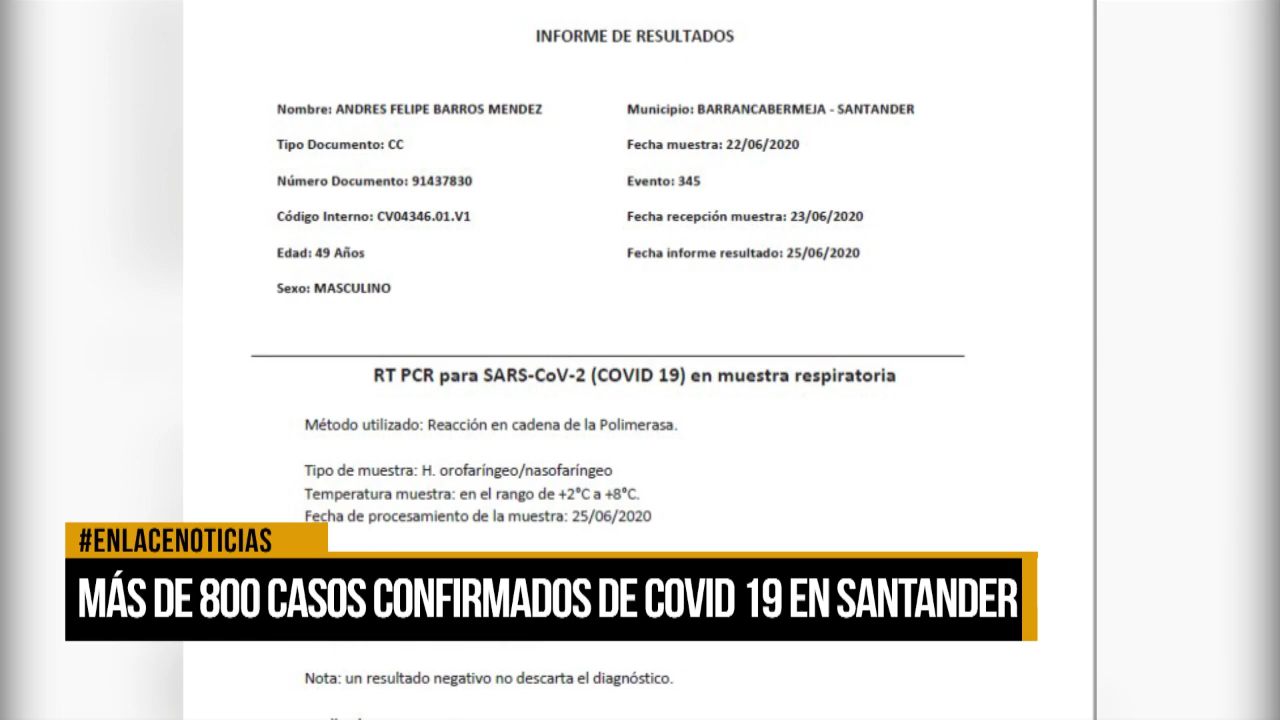 INFORME DE RESULTADOS
Nombre: ANDRES FELIPE BARROS MENDEZ
Municipio: BARRANCABERMEJA - SANTANDER
Tipo Documento: CC
Fecha muestra: 22/06/2020
Número Documento: 91437830
Evento: 345
Código Interno: CV04346.01.V1
Fecha recepción muestra: 23/06/2020
Edad: 49 Años
Fecha informe resultado: 25/06/2020
Sexo: MASCULINO
RT PCR para SARS-CoV-2 (COVID 19) en muestra respiratoria
Método utilizado: Reacción en cadena de la Polimerasa.
Tipo de muestra: H. orofaríngeo/nasofaríngeo
Temperatura muestra: en el rango de +2°C a +8°C.
Fecha de procesamiento de la muestra: 25/06/2020
#ENLACENOTICIAS
MÁS DE 800 CASOS CONFIRMADOS DE COVID 19 EN SANTANDER
Nota: un resultado negativo no descarta el diagnóstico.